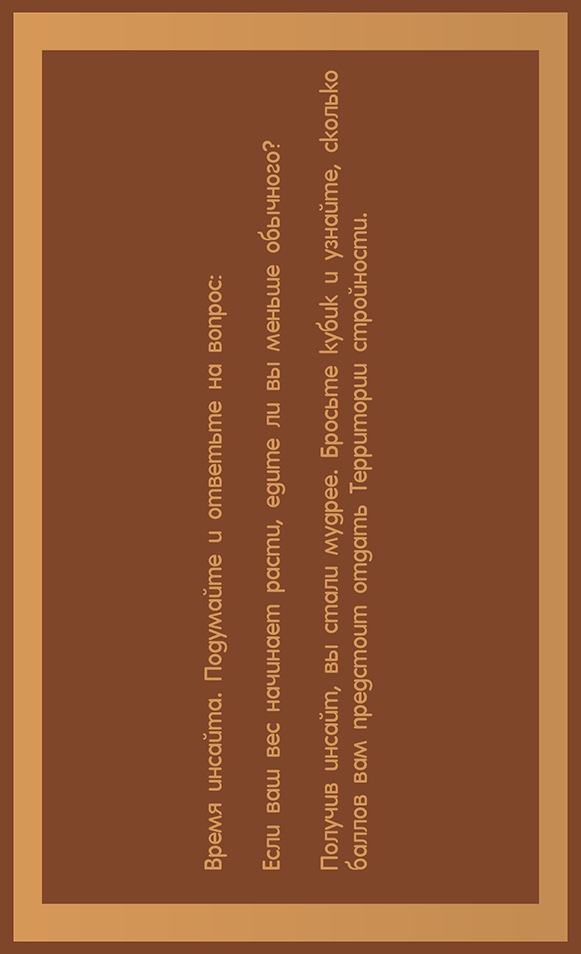 Время инсайта. Подумайте и ответьте на вопрос:
Если ваш вес начинает расти, едите ли вы меньше обычного?
Получив инсайт, вы стали мудрее. Бросьте кубик и узнайте, сколько
баллов вам предстоит отдать Территории стройности.